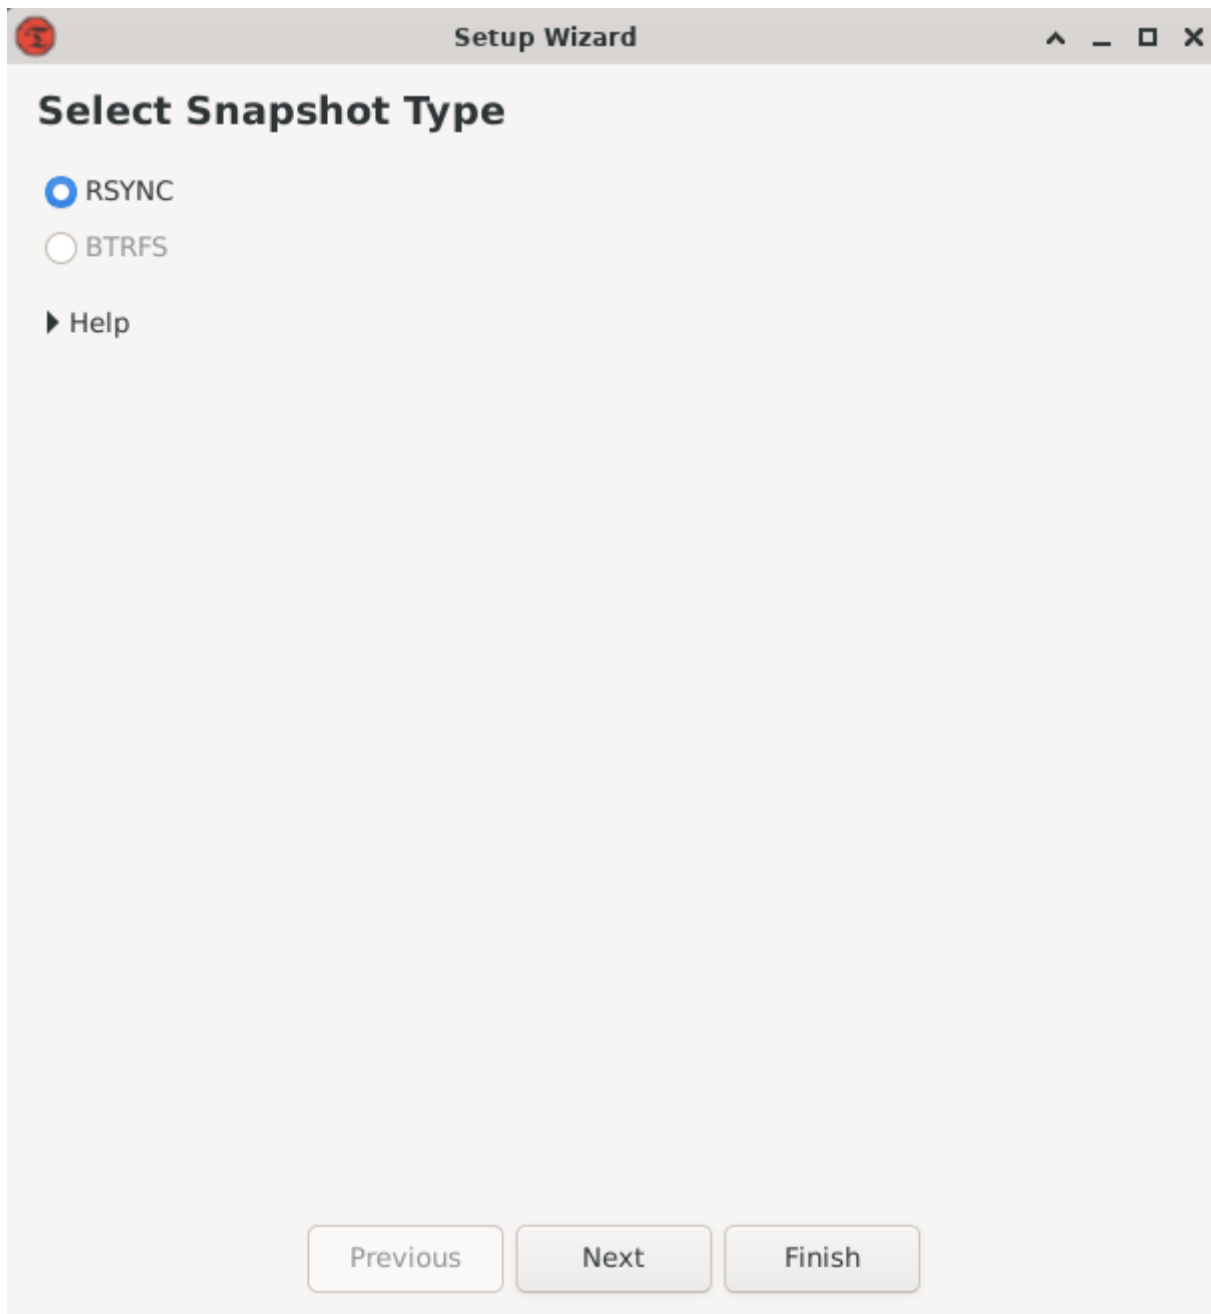 Setup Wizard
Select Snapshot Type
RSYNC
BTRFS
Help
Previous Next Finish